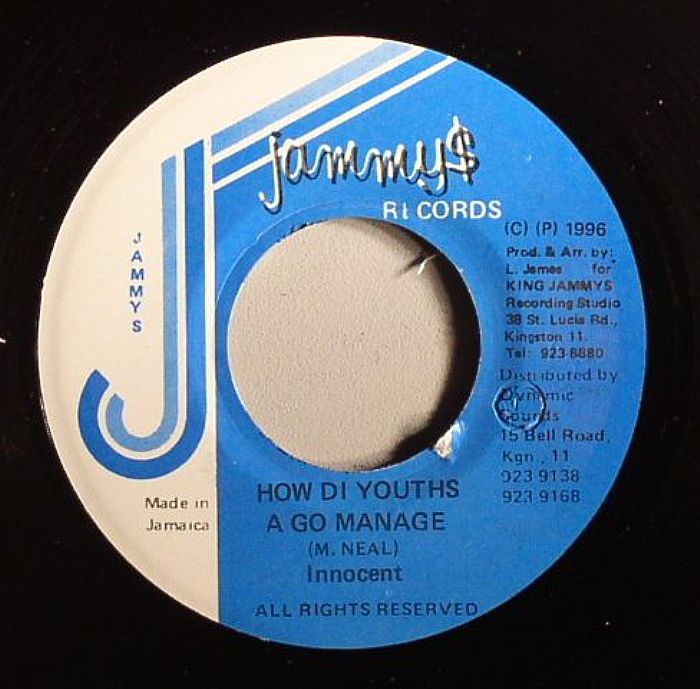 jammy$
RECORDS
JAMMYS
(C) (P) 1996
Prod. & Arr. by:
L. James for
KING JAMMYS
Recording Studio
38 St. Lucia Rd.,
Kingston 11.
Tel: 923-8880
Distributed by
Dynamic
Sounds
15 Bell Road,
Kgn., 11
923 9138
923 9168
Made in
Jamaica
HOW DI YOUTHS
A GO MANAGE
(M. NEAL)
Innocent
ALL RIGHTS RESERVED